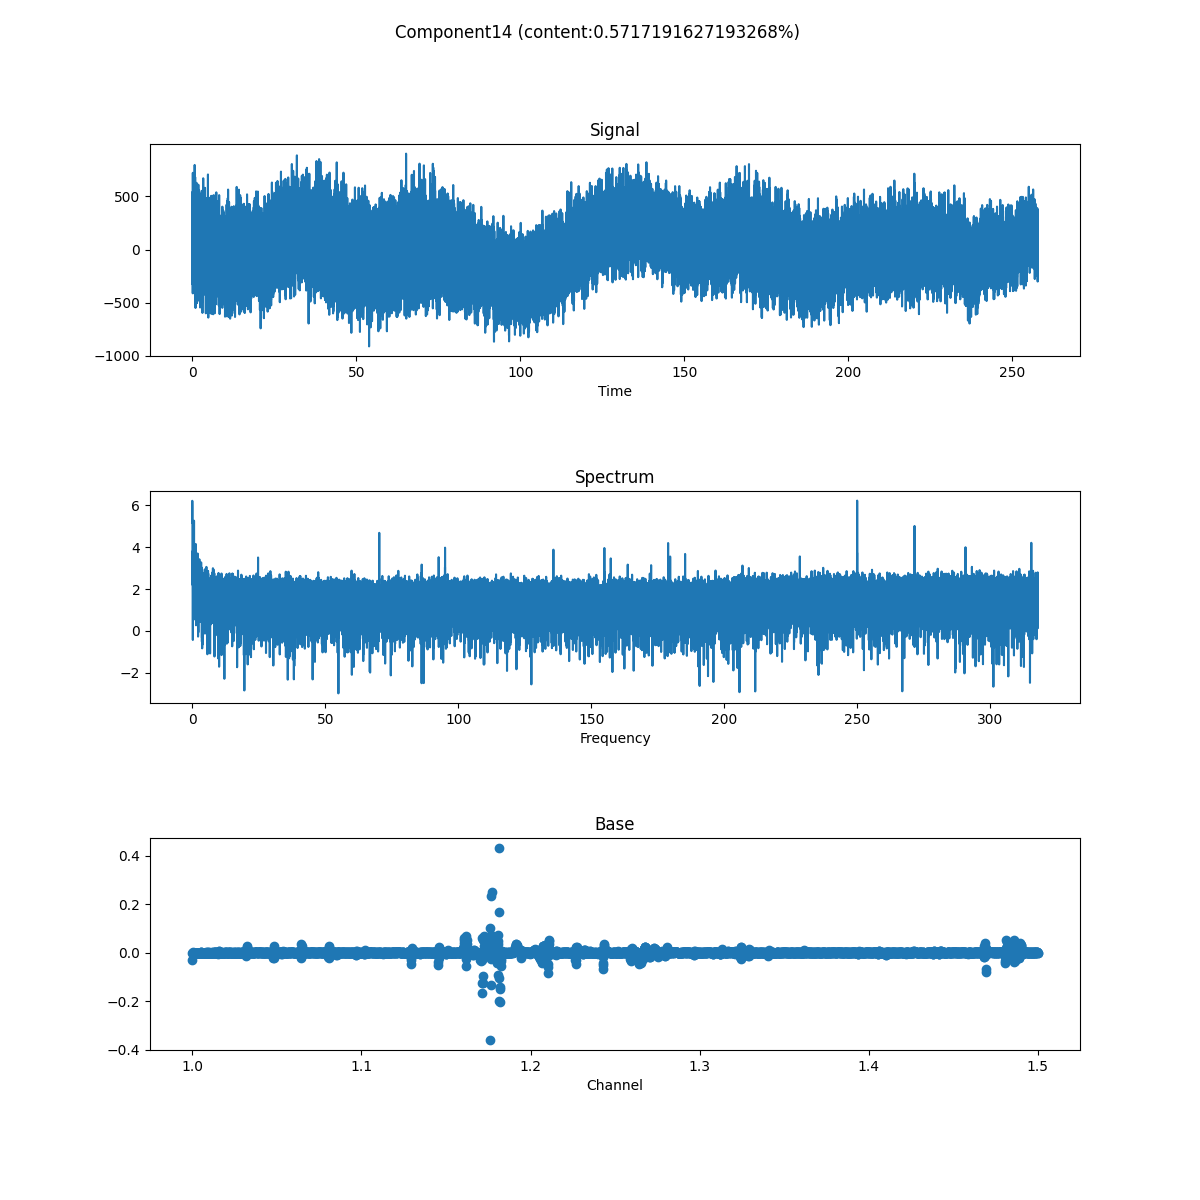 Component14 (content:0.5717191627193268%)
Signal
500
0
−500
−1000
0 50 100 150 200 250
Time
Spectrum
6
4
2
0
−2
0 50 100 150 200 250 300
Frequency
Base
0.4
0.2
0.0
−0.2
−0.4
1.0 1.1 1.2 1.3 1.4 1.5
Channel